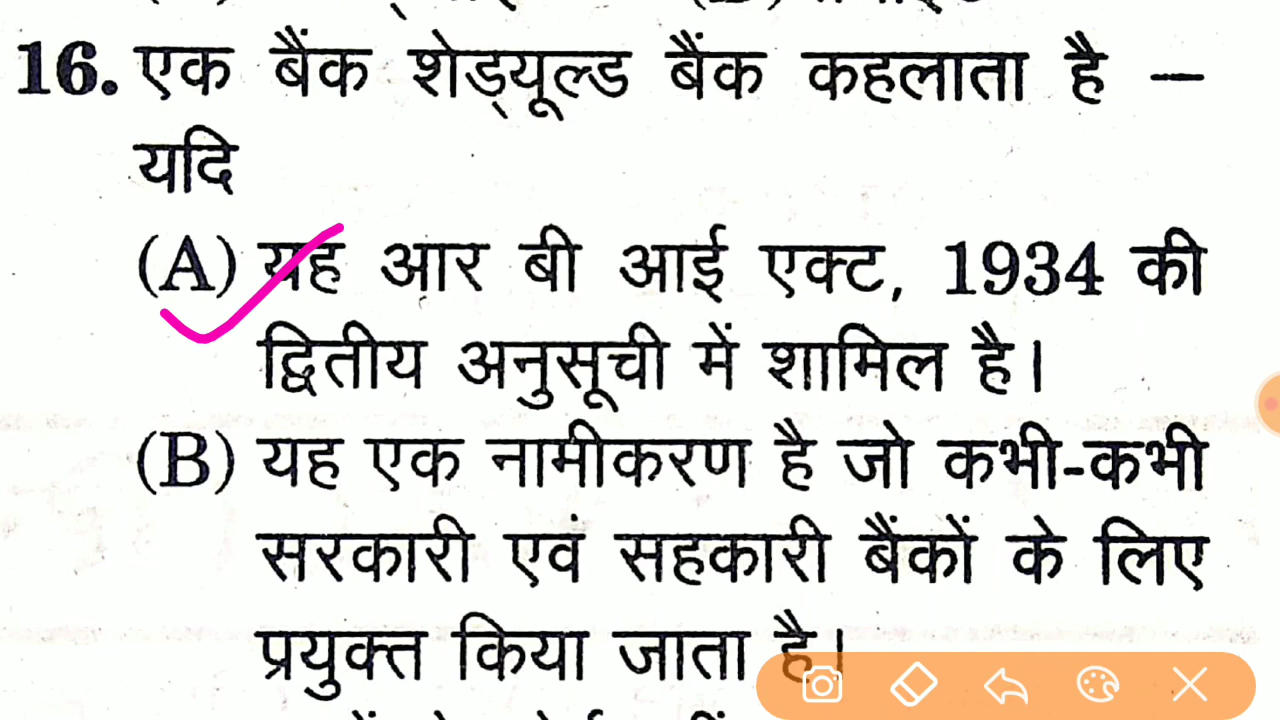 16. एक बैंक शेड्यूल्ड बैंक कहलाता है –
यदि
(A) यह आर बी आई एक्ट, 1934 की
द्वितीय अनुसूची में शामिल है।
(B) यह एक नामीकरण है जो कभी-कभी
सरकारी एवं सहकारी बैंकों के लिए
प्रयुक्त किया जाता है।